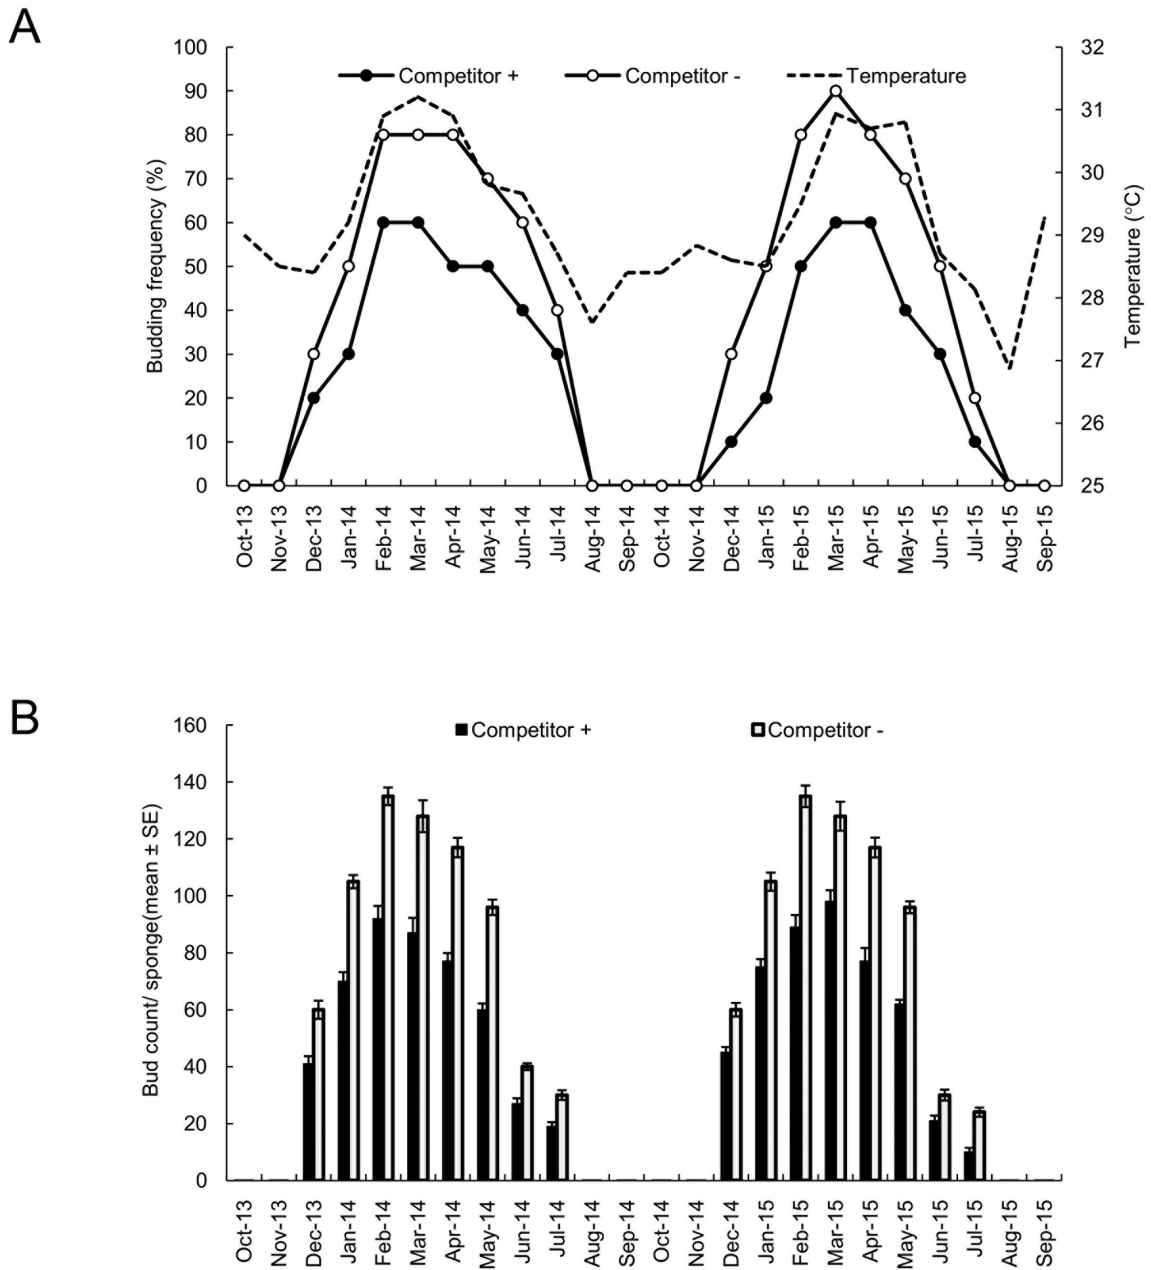 A
Competitor +
Competitor -
Temperature
Budding frequency (%)
100
90
80
70
60
50
40
30
20
10
0
Temperature (°C)
32
31
30
29
28
27
26
25
Oct-13
Nov-13
Dec-13
Jan-14
Feb-14
Mar-14
Apr-14
May-14
Jun-14
Jul-14
Aug-14
Sep-14
Oct-14
Nov-14
Dec-14
Jan-15
Feb-15
Mar-15
Apr-15
May-15
Jun-15
Jul-15
Aug-15
Sep-15
B
Competitor +
Competitor -
Bud count/ sponge(mean ± SE)
160
140
120
100
80
60
40
20
0
Oct-13
Nov-13
Dec-13
Jan-14
Feb-14
Mar-14
Apr-14
May-14
Jun-14
Jul-14
Aug-14
Sep-14
Oct-14
Nov-14
Dec-14
Jan-15
Feb-15
Mar-15
Apr-15
May-15
Jun-15
Jul-15
Aug-15
Sep-15